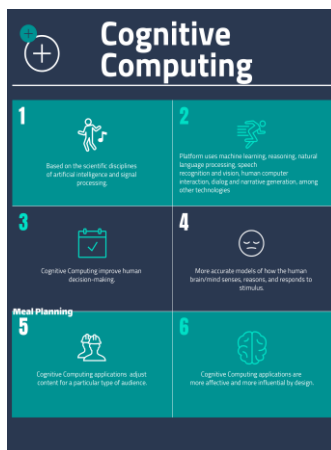 Cognitive
Computing
1
Based on the scientific disciplines
of artificial intelligence and signal
processing.
2
Platform uses machine learning, reasoning, natural
language processing, speech
recognition and vision, human computer
interaction, dialog and narrative generation, among
other technologies
3
Cognitive Computing improve human
decision-making.
4
More accurate models of how the human
brain/mind senses, reasons, and responds to
stimulus.
Meal Planning
5
Cognitive Computing applications adjust
content for a particular type of audience.
6
Cognitive Computing applications are
more affective and more influential by design.